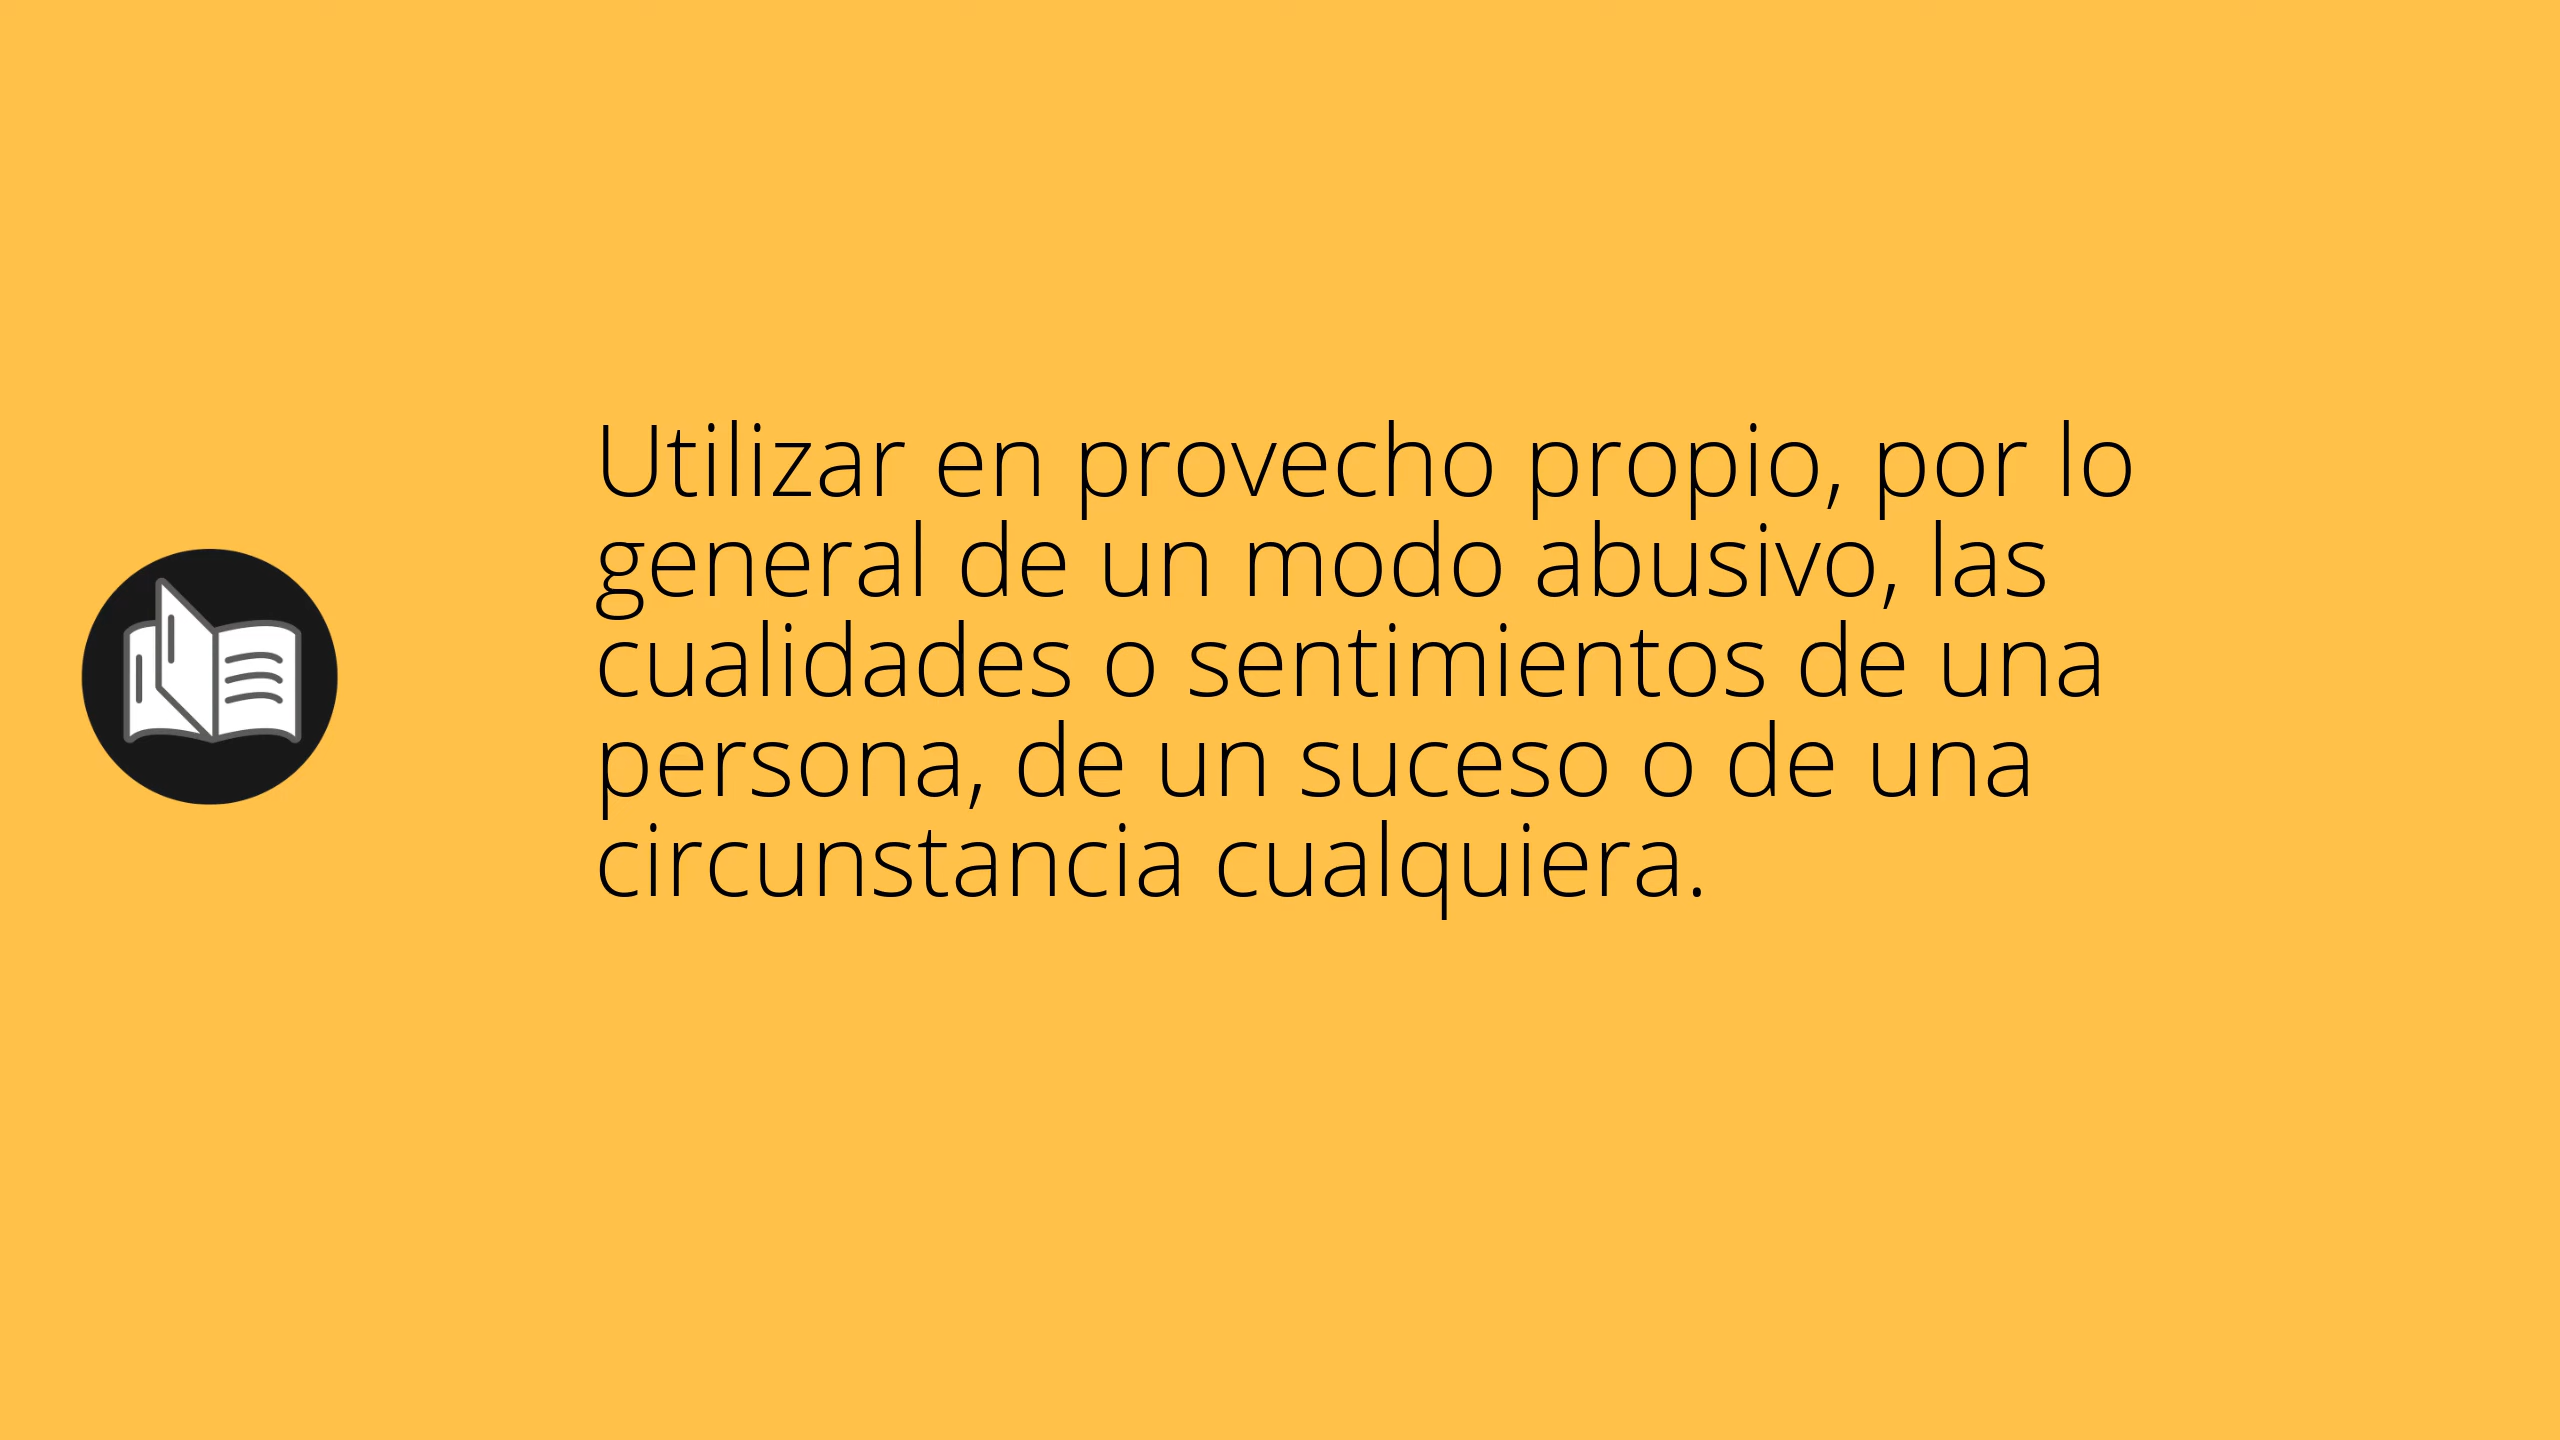 Utilizar en provecho propio, por lo
general de un modo abusivo, las
cualidades o sentimientos de una
persona, de un suceso o de una
circunstancia cualquiera.